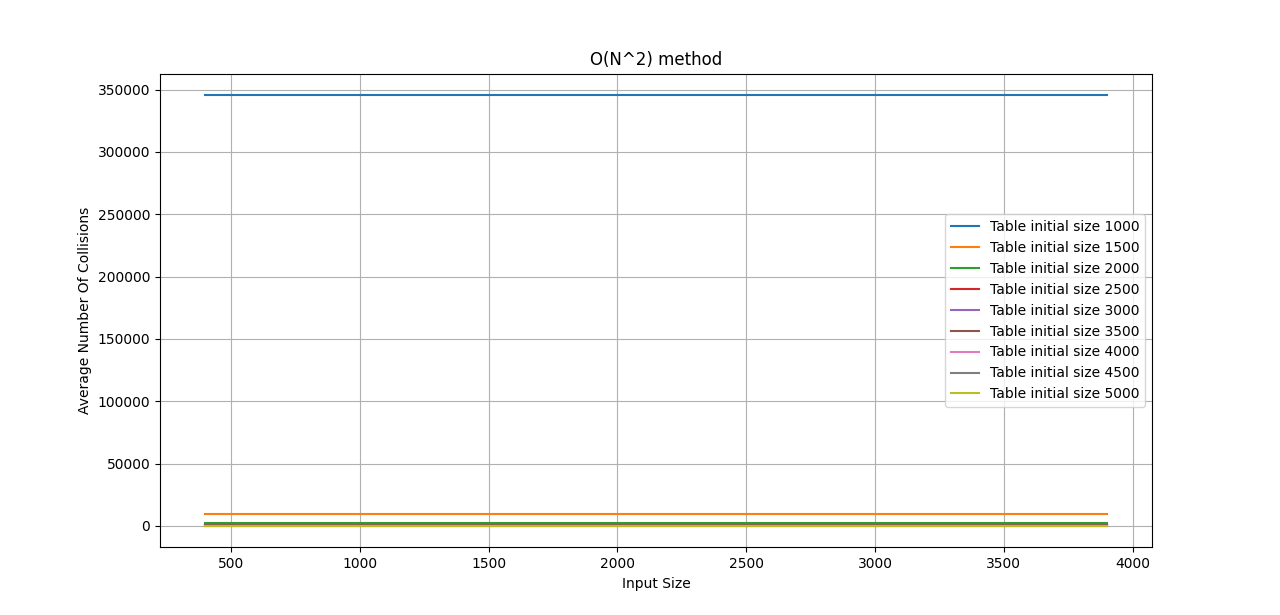 O(N^2) method
350000
300000
250000
200000
150000
100000
50000
0
Average Number Of Collisions
Table initial size 1000
Table initial size 1500
Table initial size 2000
Table initial size 2500
Table initial size 3000
Table initial size 3500
Table initial size 4000
Table initial size 4500
Table initial size 5000
500 1000 1500 2000 2500 3000 3500 4000
Input Size